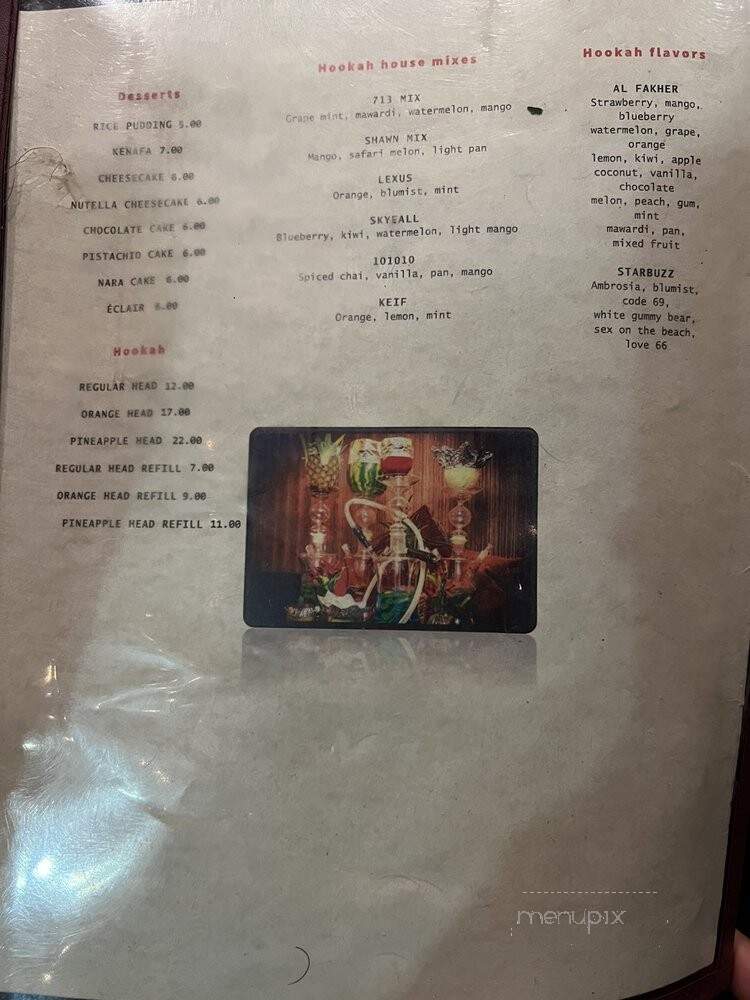 Desserts
RICE PUDDING 5.00
KENAFA 7.00
CHEESECAKE 6.00
NUTELLA CHEESECAKE 6.00
CHOCOLATE CAKE 6.00
PISTACHIO CAKE 6.00
NARA CAKE 6.00
ÉCLAIR 6.00
Hookah
REGULAR HEAD 12.00
ORANGE HEAD 17.00
PINEAPPLE HEAD 22.00
REGULAR HEAD REFILL 7.00
ORANGE HEAD REFILL 9.00
PINEAPPLE HEAD REFILL 11.00
Hookah house mixes
713 MIX
Grape mint, mawardi, watermelon, mango
SHAWN MIX
Mango, safari melon, light pan
LEXUS
Orange, blumist, mint
SKYFALL
Blueberry, kiwi, watermelon, light mango
101010
Spiced chai, vanilla, pan, mango
KEIF
Orange, lemon, mint
Hookah flavors
AL FAKHER
Strawberry, mango,
blueberry
watermelon, grape,
orange
lemon, kiwi, apple
coconut, vanilla,
chocolate
melon, peach, gum,
mint
mawardi, pan,
mixed fruit
STARBUZZ
Ambrosia, blumist,
code 69,
white gummy bear,
sex on the beach,
love 66
menupix